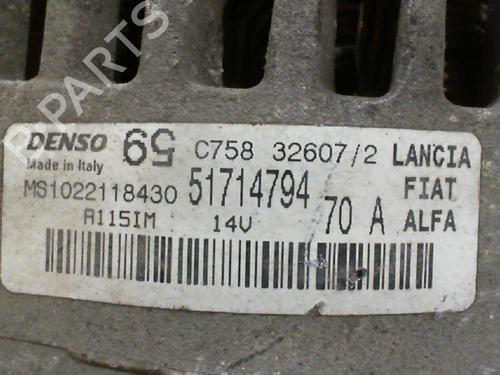 B PARTS
DENSO 65 C758 32607/2 LANCIA
Made in Italy
MS1022118430 51714794 FIAT
A115IM 14V 70 A ALFA